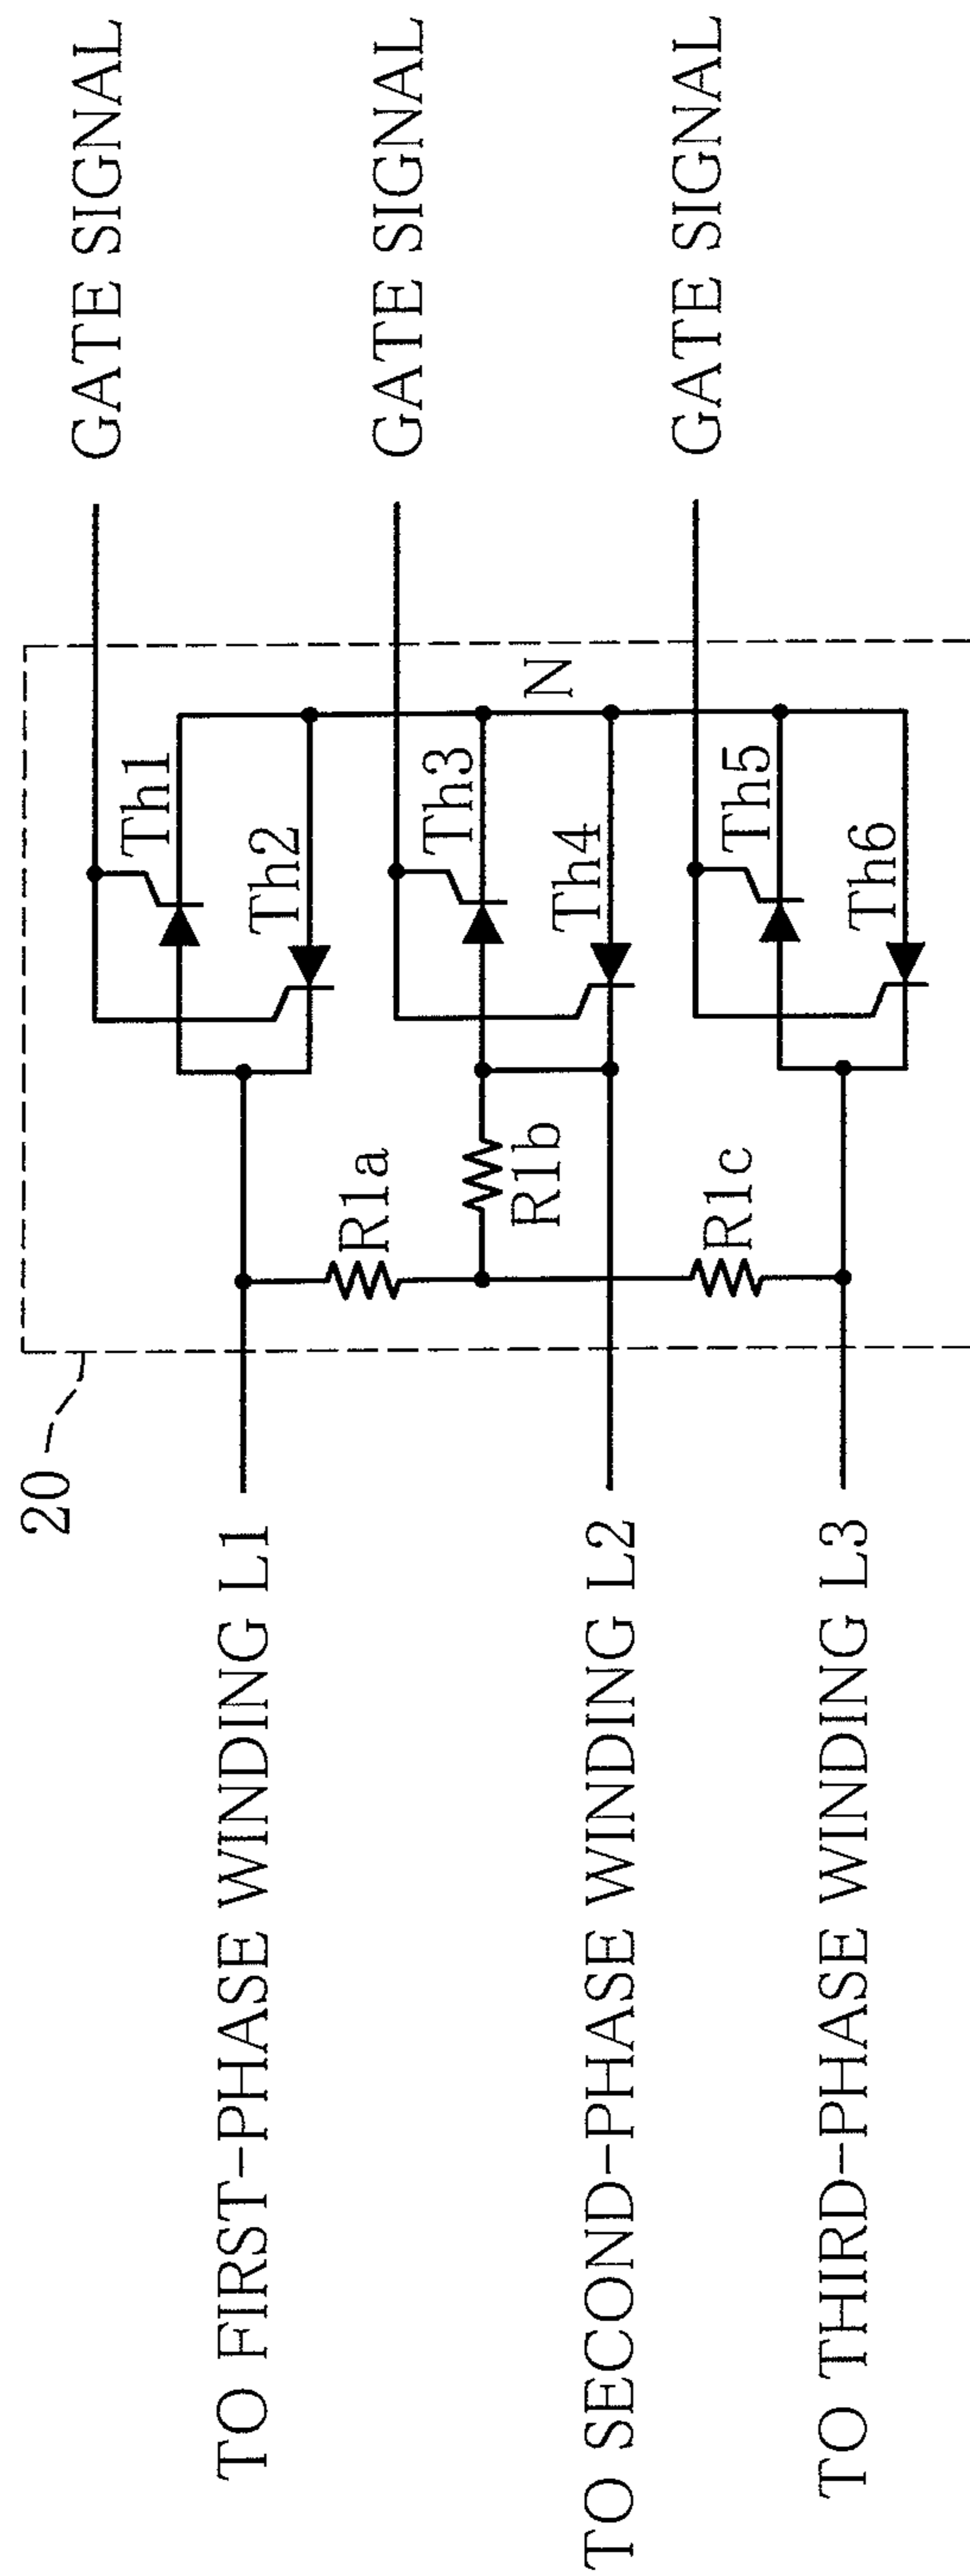 20
TO FIRST-PHASE WINDING L1
TO SECOND-PHASE WINDING L2
TO THIRD-PHASE WINDING L3
R1a
R1b
R1c
Th1
Th2
Th3
Th4
Th5
Th6
N
GATE SIGNAL
GATE SIGNAL
GATE SIGNAL